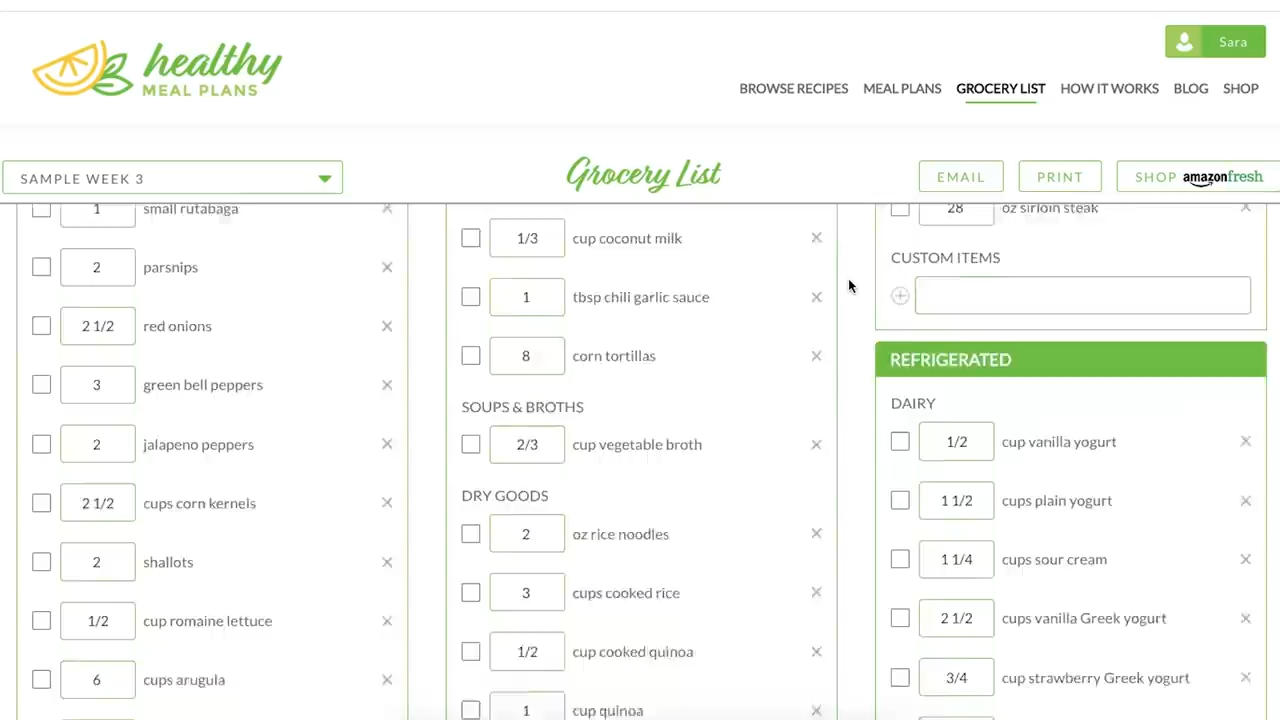 healthy
MEAL PLANS
Sara
BROWSE RECIPES MEAL PLANS GROCERY LIST HOW IT WORKS BLOG SHOP
SAMPLE WEEK 3
Grocery List
EMAIL
PRINT
SHOP amazonfresh
1 small rutabaga
2 parsnips
2 1/2 red onions
3 green bell peppers
2 jalapeno peppers
2 1/2 cups corn kernels
2 shallots
1/2 cup romaine lettuce
6 cups arugula
1/3 cup coconut milk
1 tbsp chili garlic sauce
8 corn tortillas
SOUPS & BROTHS
2/3 cup vegetable broth
DRY GOODS
2 oz rice noodles
3 cups cooked rice
1/2 cup cooked quinoa
1 cup quinoa
28 oz sirloin steak
CUSTOM ITEMS
REFRIGERATED
DAIRY
1/2 cup vanilla yogurt
1 1/2 cups plain yogurt
1 1/4 cups sour cream
2 1/2 cups vanilla Greek yogurt
3/4 cup strawberry Greek yogurt